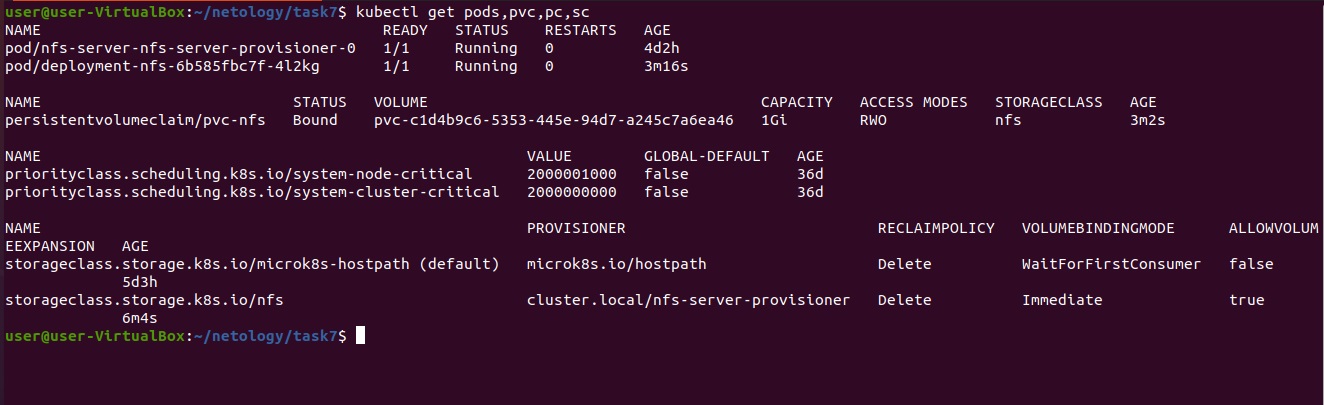 user@user-VirtualBox:~/netology/task7$ kubectl get pods,pvc,pc,sc
NAME                                      READY   STATUS    RESTARTS   AGE
pod/nfs-server-nfs-server-provisioner-0   1/1     Running   0          4d2h
pod/deployment-nfs-6b585fbc7f-4l2kg       1/1     Running   0          3m16s

NAME                            STATUS   VOLUME                                     CAPACITY   ACCESS MODES   STORAGECLASS   AGE
persistentvolumeclaim/pvc-nfs   Bound    pvc-c1d4b9c6-5353-445e-94d7-a245c7a6ea46   1Gi        RWO            nfs            3m2s

NAME                                                      VALUE        GLOBAL-DEFAULT   AGE
priorityclass.scheduling.k8s.io/system-node-critical      2000001000   false            36d
priorityclass.scheduling.k8s.io/system-cluster-critical   2000000000   false            36d

NAME                                                      PROVISIONER                         RECLAIMPOLICY   VOLUMEBINDINGMODE      ALLOWVOLUM
EEXPANSION   AGE
storageclass.storage.k8s.io/microk8s-hostpath (default)   microk8s.io/hostpath                Delete          WaitForFirstConsumer   false
             5d3h
storageclass.storage.k8s.io/nfs                           cluster.local/nfs-server-provisioner   Delete          Immediate              true
             6m4s
user@user-VirtualBox:~/netology/task7$